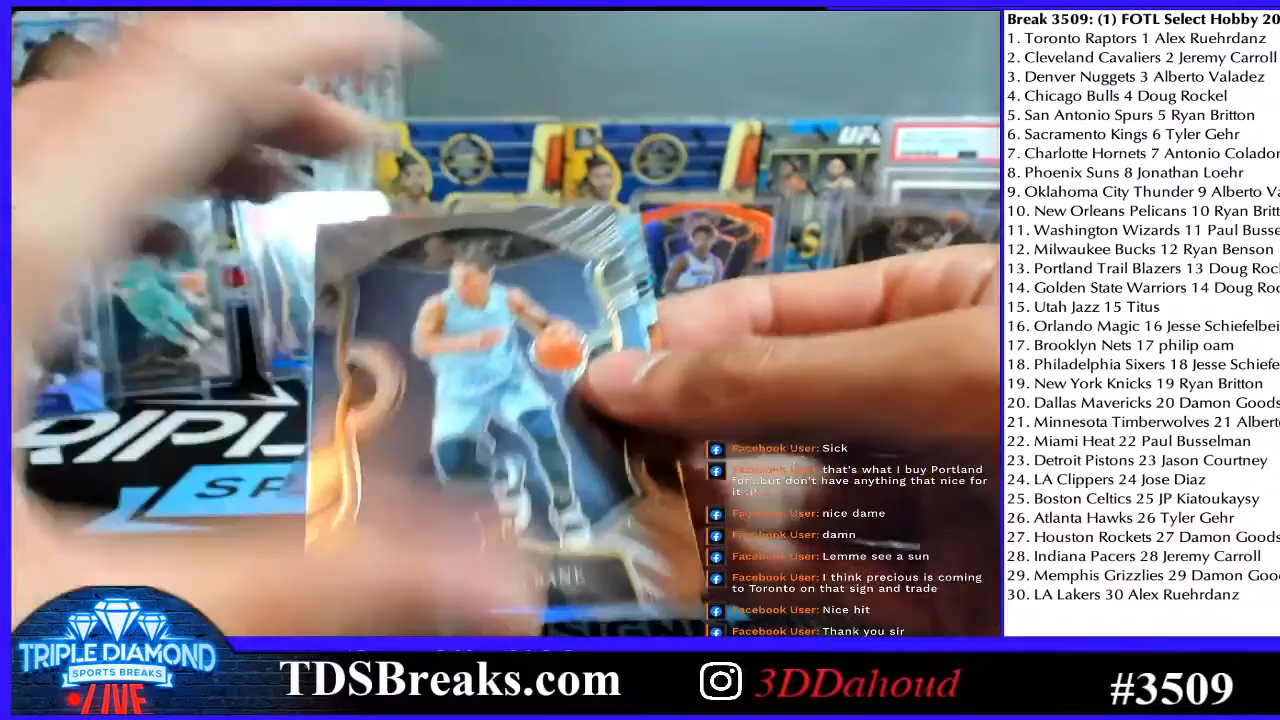 Break 3509: (1) FOTL Select Hobby 20
1. Toronto Raptors 1 Alex Ruehrdanz
2. Cleveland Cavaliers 2 Jeremy Carroll
3. Denver Nuggets 3 Alberto Valadez
4. Chicago Bulls 4 Doug Rockel
5. San Antonio Spurs 5 Ryan Britton
6. Sacramento Kings 6 Tyler Gehr
7. Charlotte Hornets 7 Antonio Colador
8. Phoenix Suns 8 Jonathan Loehr
9. Oklahoma City Thunder 9 Alberto Va
10. New Orleans Pelicans 10 Ryan Britt
11. Washington Wizards 11 Paul Busse
12. Milwaukee Bucks 12 Ryan Benson
13. Portland Trail Blazers 13 Doug Roc
14. Golden State Warriors 14 Doug Roc
15. Utah Jazz 15 Titus
16. Orlando Magic 16 Jesse Schiefelbei
17. Brooklyn Nets 17 philip oam
18. Philadelphia Sixers 18 Jesse Schiefe
19. New York Knicks 19 Ryan Britton
20. Dallas Mavericks 20 Damon Goods
21. Minnesota Timberwolves 21 Albert
22. Miami Heat 22 Paul Busselman
23. Detroit Pistons 23 Jason Courtney
24. LA Clippers 24 Jose Diaz
25. Boston Celtics 25 JP Kiatoukaysy
26. Atlanta Hawks 26 Tyler Gehr
27. Houston Rockets 27 Damon Goods
28. Indiana Pacers 28 Jeremy Carroll
29. Memphis Grizzlies 29 Damon Goo
30. LA Lakers 30 Alex Ruehrdanz
UFC
Facebook User: Sick
Facebook User: that's what I buy Portland
for...but don't have anything that nice for
Facebook User: nice dame
Facebook User: damn
Facebook User: Lemme see a sun
Facebook User: I think precious is coming
to Toronto on that sign and trade
Facebook User: Nice hit
Facebook User: Thank you sir
TRIPLE DIAMOND
SPORTS BREAKS
LIVE
TDSBreaks.com
3DDahoud
#3509